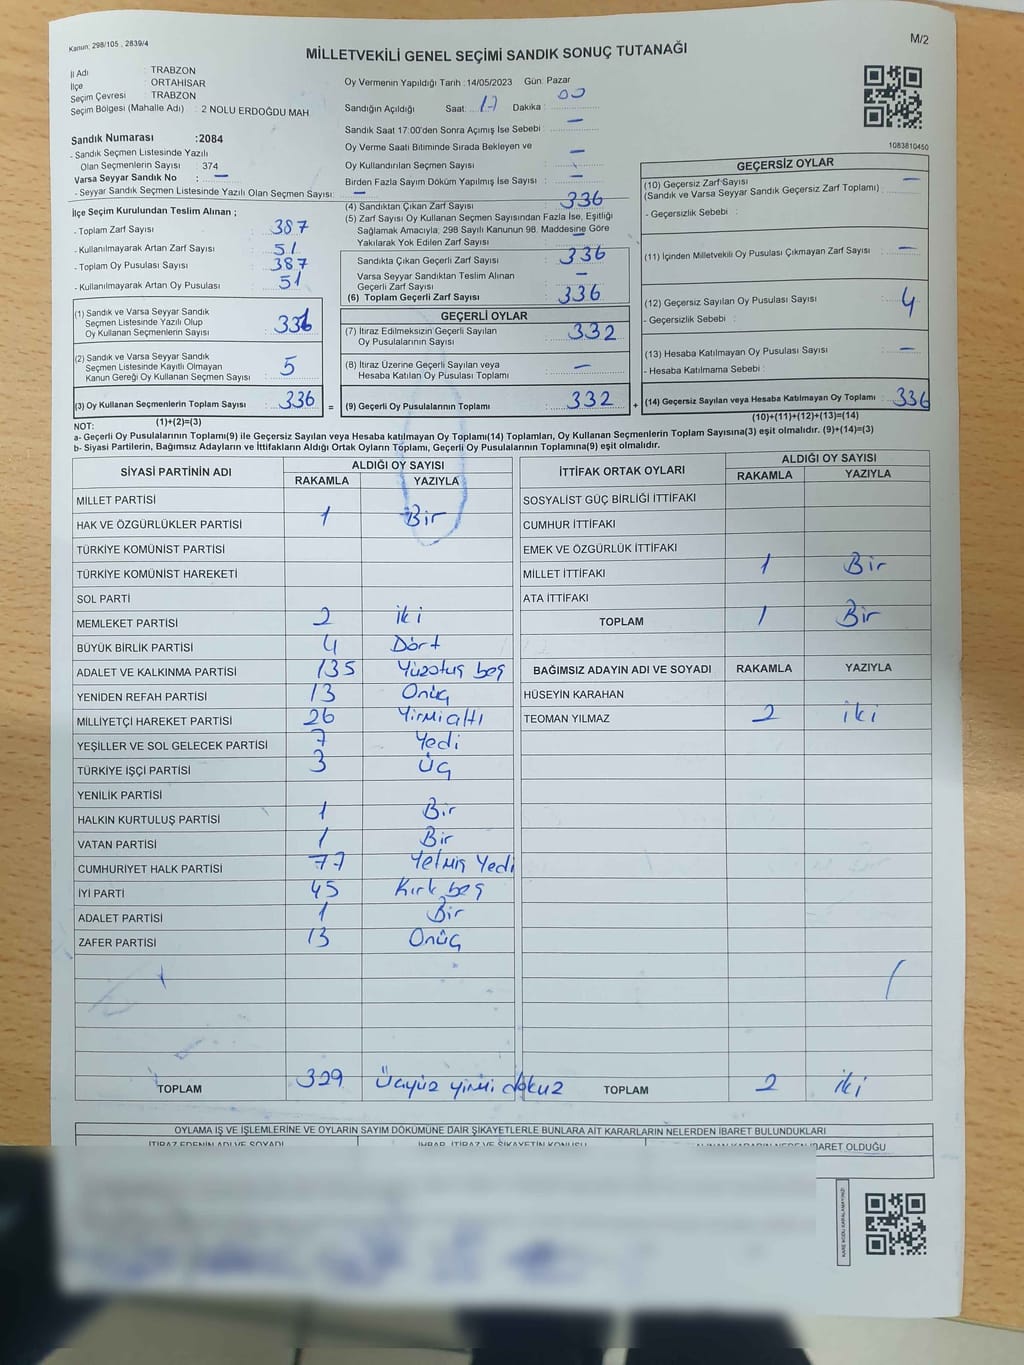 Kanun, 298/105 , 2839/4
M/2
MİLLETVEKİLİ GENEL SEÇİMİ SANDIK SONUÇ TUTANAĞI
İl Adı : TRABZON
İlçe : ORTAHİSAR
Seçim Çevresi : TRABZON
Seçim Bölgesi (Mahalle Adı) : 2 NOLU ERDOĞDU MAH
Sandık Numarası :2084
- Sandık Seçmen Listesinde Yazılı
Olan Seçmenlerin Sayısı : 374
Varsa Seyyar Sandık No : —
- Seyyar Sandık Seçmen Listesinde Yazılı Olan Seçmen Sayısı: —
İlçe Seçim Kurulundan Teslim Alınan ;
- Toplam Zarf Sayısı : 387
- Kullanılmayarak Artan Zarf Sayısı : 51
- Toplam Oy Pusulası Sayısı : 387
- Kullanılmayarak Artan Oy Pusulası : 51
(1) Sandık ve Varsa Seyyar Sandık
Seçmen Listesinde Yazılı Olup
Oy Kullanan Seçmenlerin Sayısı :
(2) Sandık ve Varsa Seyyar Sandık
Seçmen Listesinde Kayıtlı Olmayan
Kanun Gereği Oy Kullanan Seçmen Sayısı : 5
(3) Oy Kullanan Seçmenlerin Toplam Sayısı : 336 =
Oy Vermenin Yapıldığı Tarih :14/05/2023 Gün: Pazar
Sandığın Açıldığı Saat: 17 Dakika : 00
Sandık Saat 17:00'den Sonra Açımış İse Sebebi : —
Oy Verme Saati Bitiminde Sırada Bekleyen ve
Oy Kullandırılan Seçmen Sayısı : —
Birden Fazla Sayım Döküm Yapılmış İse Sayısı : —
(4) Sandıktan Çıkan Zarf Sayısı : 336
(5) Zarf Sayısı Oy Kullanan Seçmen Sayısından Fazla İse, Eşitliği
Sağlamak Amacıyla, 298 Sayılı Kanunun 98. Maddesine Göre
Yakılarak Yok Edilen Zarf Sayısı : —
Sandıkta Çıkan Geçerli Zarf Sayısı : 336
Varsa Seyyar Sandıktan Teslim Alınan
Geçerli Zarf Sayısı : —
(6) Toplam Geçerli Zarf Sayısı : 336
GEÇERLİ OYLAR
(7) İtiraz Edilmeksizin Geçerli Sayılan
Oy Pusulalarının Sayısı : 332
(8) İtiraz Üzerine Geçerli Sayılan veya
Hesaba Katılan Oy Pusulası Toplamı : —
(9) Geçerli Oy Pusulalarının Toplamı : 332 +
1083810450
GEÇERSİZ OYLAR
(10) Geçersiz Zarf Sayısı : —
(Sandık ve Varsa Seyyar Sandık Geçersiz Zarf Toplamı)
- Geçersizlik Sebebi :
(11) İçinden Milletvekili Oy Pusulası Çıkmayan Zarf Sayısı : —
(12) Geçersiz Sayılan Oy Pusulası Sayısı : 4
- Geçersizlik Sebebi :
(13) Hesaba Katılmayan Oy Pusulası Sayısı : —
- Hesaba Katılmama Sebebi :
(14) Geçersiz Sayılan veya Hesaba Katılmayan Oy Toplamı : 336
NOT: (1)+(2)=(3)
(10)+(11)+(12)+(13)=(14)
a- Geçerli Oy Pusulalarının Toplamı(9) ile Geçersiz Sayılan veya Hesaba katılmayan Oy Toplamı(14) Toplamları, Oy Kullanan Seçmenlerin Toplam Sayısına(3) eşit olmalıdır. (9)+(14)=(3)
b- Siyasi Partilerin, Bağımsız Adayların ve İttifakların Aldığı Ortak Oyların Toplamı, Geçerli Oy Pusulalarının Toplamına(9) eşit olmalıdır.
SİYASİ PARTİNİN ADI ALDIĞI OY SAYISI
RAKAMLA YAZIYLA
MİLLET PARTİSİ
HAK VE ÖZGÜRLÜKLER PARTİSİ 1 Bir
TÜRKİYE KOMÜNİST PARTİSİ
TÜRKİYE KOMÜNİST HAREKETİ
SOL PARTİ
MEMLEKET PARTİSİ 2 iki
BÜYÜK BİRLİK PARTİSİ 4 Dört
ADALET VE KALKINMA PARTİSİ 135 Yüzotuz beş
YENİDEN REFAH PARTİSİ 13 Onüç
MİLLİYETÇİ HAREKET PARTİSİ 26 Yirmialtı
YEŞİLLER VE SOL GELECEK PARTİSİ 7 Yedi
TÜRKİYE İŞÇİ PARTİSİ 3 Üç
YENİLİK PARTİSİ
HALKIN KURTULUŞ PARTİSİ 1 Bir
VATAN PARTİSİ 1 Bir
CUMHURİYET HALK PARTİSİ 77 Yetmiş Yedi
İYİ PARTİ 45 Kırk beş
ADALET PARTİSİ 1 Bir
ZAFER PARTİSİ 13 Onüç
TOPLAM 329 Üçyüz yirmi dokuz
İTTİFAK ORTAK OYLARI ALDIĞI OY SAYISI
RAKAMLA YAZIYLA
SOSYALİST GÜÇ BİRLİĞİ İTTİFAKI
CUMHUR İTTİFAKI
EMEK VE ÖZGÜRLÜK İTTİFAKI
MİLLET İTTİFAKI 1 Bir
ATA İTTİFAKI
TOPLAM 1 Bir
BAĞIMSIZ ADAYIN ADI VE SOYADI RAKAMLA YAZIYLA
HÜSEYİN KARAHAN
TEOMAN YILMAZ 2 iki
TOPLAM 2 iki
OYLAMA İŞ VE İŞLEMLERİNE VE OYLARIN SAYIM DÖKÜMÜNE DAİR ŞİKAYETLERLE BUNLARA AİT KARARLARIN NELERDEN İBARET BULUNDUKLARI
İTİRAZ EDENİN ADI VE SOYADI İHBAR, İTİRAZ VE ŞİKAYETİN KONUSU ALINAN KARARIN NEDEN İBARET OLDUĞU